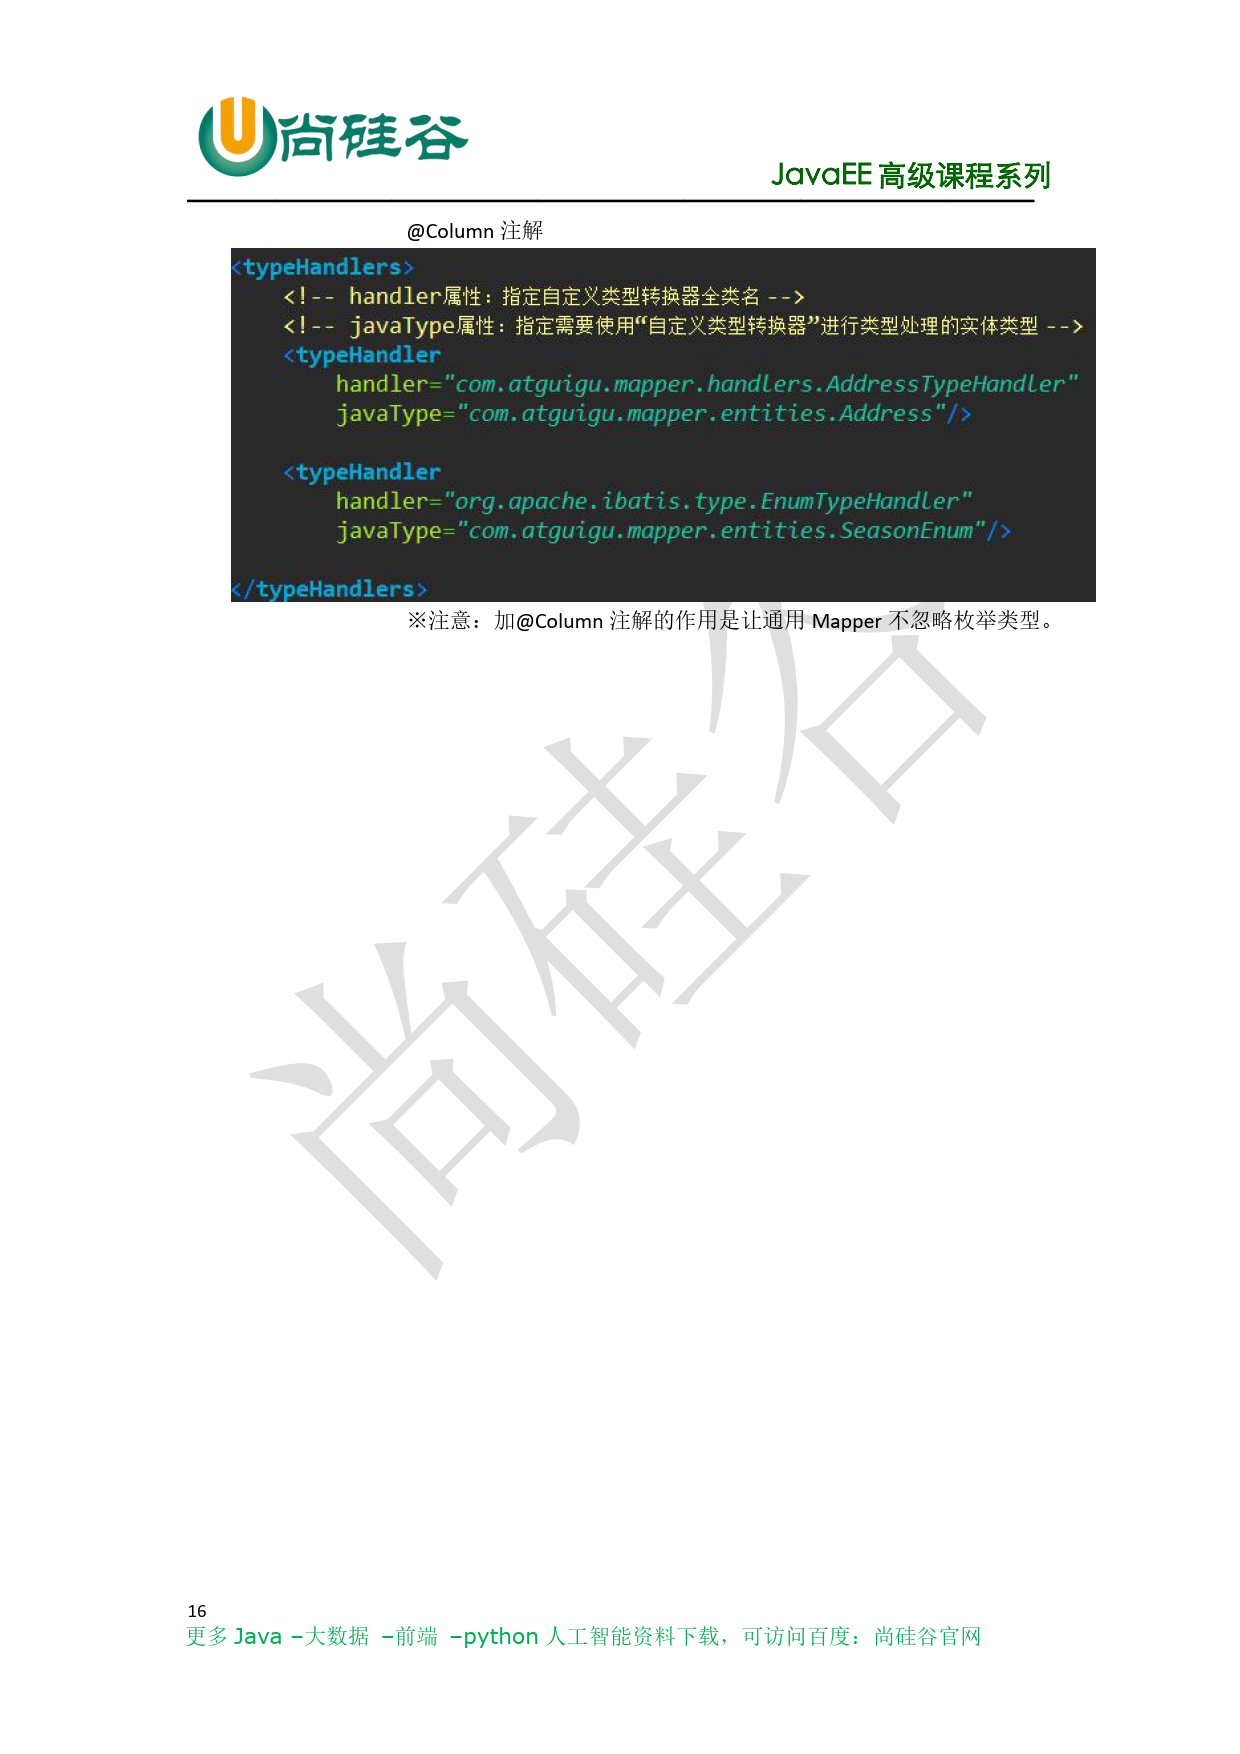 尚硅谷
JavaEE 高级课程系列
@Column 注解
<typeHandlers>
<!-- handler属性：指定自定义类型转换器全类名 -->
<!-- javaType属性：指定需要使用“自定义类型转换器”进行类型处理的实体类型 -->
<typeHandler
handler="com.atguigu.mapper.handlers.AddressTypeHandler"
javaType="com.atguigu.mapper.entities.Address"/>
<typeHandler
handler="org.apache.ibatis.type.EnumTypeHandler"
javaType="com.atguigu.mapper.entities.SeasonEnum"/>
</typeHandlers>
※注意：加@Column 注解的作用是让通用 Mapper 不忽略枚举类型。
尚硅谷
16
更多 Java –大数据 –前端 –python 人工智能资料下载，可访问百度：尚硅谷官网